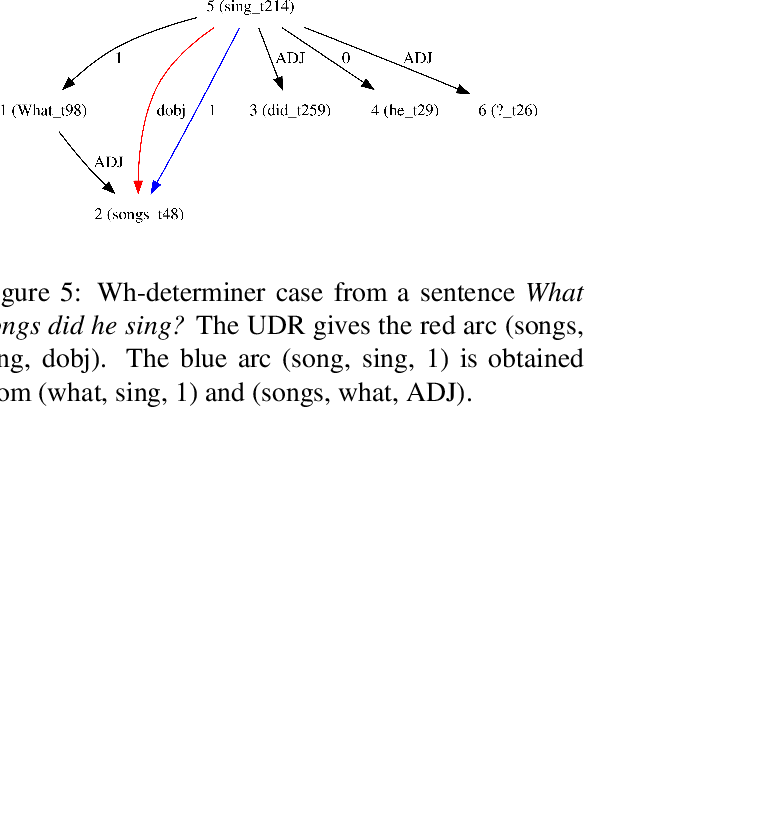 5 (sing_t214)
1 ADJ 0 ADJ
dobj 1
1 (What_t98) 3 (did_t259) 4 (he_t29) 6 (?_t26)
ADJ
2 (songs_t48)
gure 5: Wh-determiner case from a sentence What
ngs did he sing? The UDR gives the red arc (songs,
ng, dobj). The blue arc (song, sing, 1) is obtained
om (what, sing, 1) and (songs, what, ADJ).